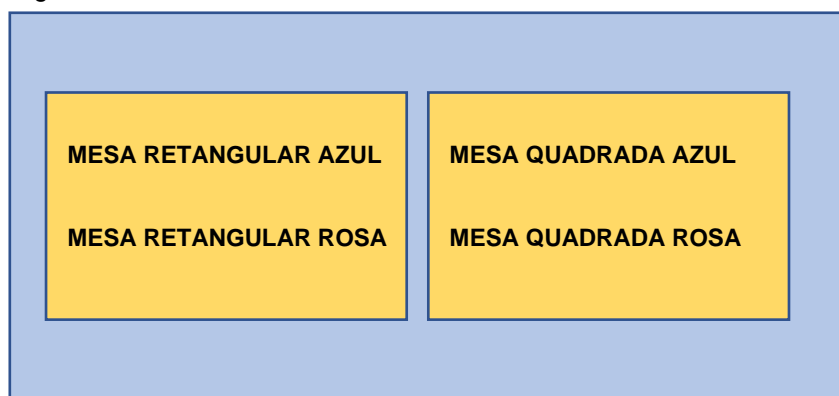 MESA RETANGULAR AZUL
MESA RETANGULAR ROSA
MESA QUADRADA AZUL
MESA QUADRADA ROSA